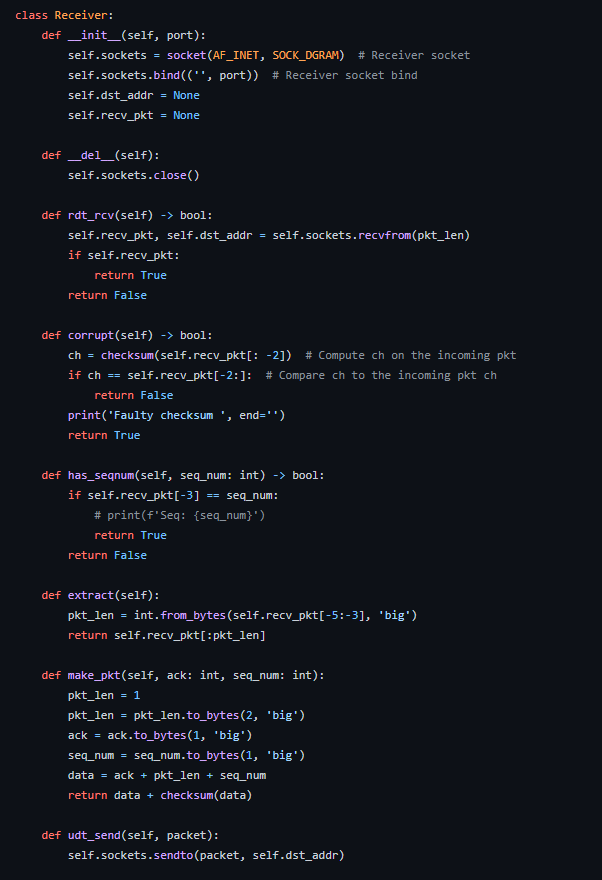 class Receiver:
    def __init__(self, port):
        self.sockets = socket(AF_INET, SOCK_DGRAM)  # Receiver socket
        self.sockets.bind(('', port))  # Receiver socket bind
        self.dst_addr = None
        self.recv_pkt = None

    def __del__(self):
        self.sockets.close()

    def rdt_rcv(self) -> bool:
        self.recv_pkt, self.dst_addr = self.sockets.recvfrom(pkt_len)
        if self.recv_pkt:
            return True
        return False

    def corrupt(self) -> bool:
        ch = checksum(self.recv_pkt[: -2])  # Compute ch on the incoming pkt
        if ch == self.recv_pkt[-2:]:  # Compare ch to the incoming pkt ch
            return False
        print('Faulty checksum ', end='')
        return True

    def has_seqnum(self, seq_num: int) -> bool:
        if self.recv_pkt[-3] == seq_num:
            # print(f'Seq: {seq_num}')
            return True
        return False

    def extract(self):
        pkt_len = int.from_bytes(self.recv_pkt[-5:-3], 'big')
        return self.recv_pkt[:pkt_len]

    def make_pkt(self, ack: int, seq_num: int):
        pkt_len = 1
        pkt_len = pkt_len.to_bytes(2, 'big')
        ack = ack.to_bytes(1, 'big')
        seq_num = seq_num.to_bytes(1, 'big')
        data = ack + pkt_len + seq_num
        return data + checksum(data)

    def udt_send(self, packet):
        self.sockets.sendto(packet, self.dst_addr)